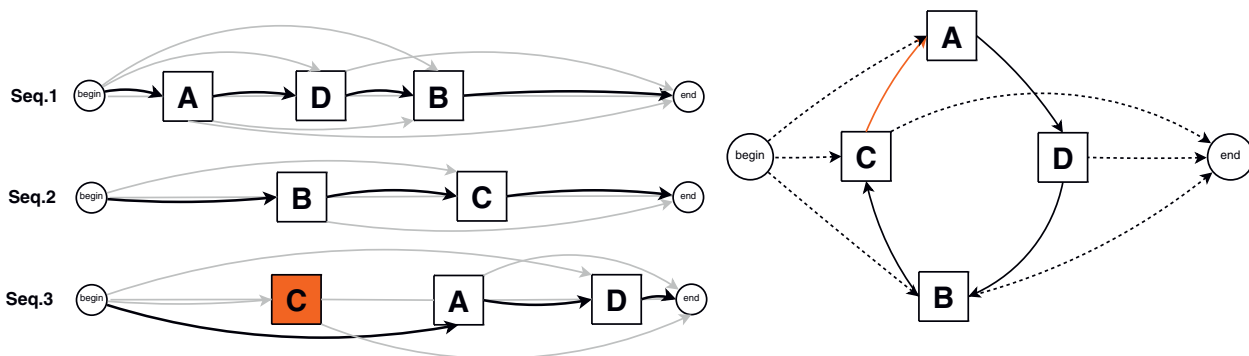 Seq.1 begin A D B end
Seq.2 begin B C end
Seq.3 begin C A D end
A
begin C D end
B